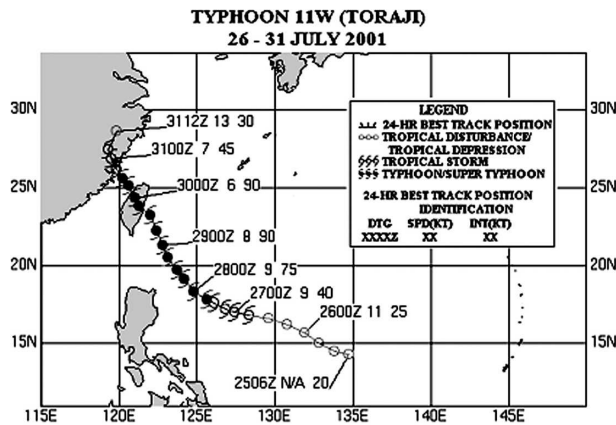 TYPHOON 11W (TORAJI)
26 - 31 JULY 2001
30N
25N
20N
15N
LEGEND
24-HR BEST TRACK POSITION
TROPICAL DISTURBANCE/
TROPICAL DEPRESSION
TROPICAL STORM
TYPHOON/SUPER TYPHOON
24-HR BEST TRACK POSITION
IDENTIFICATION
DTG SPD(KT) INT(KT)
XXXXZ XX XX
3112Z 13 30
3100Z 7 45
3000Z 6 90
2900Z 8 90
2800Z 9 75
2700Z 9 40
2600Z 11 25
2506Z N/A 20
30N
25N
20N
15N
115E 120E 125E 130E 135E 140E 145E